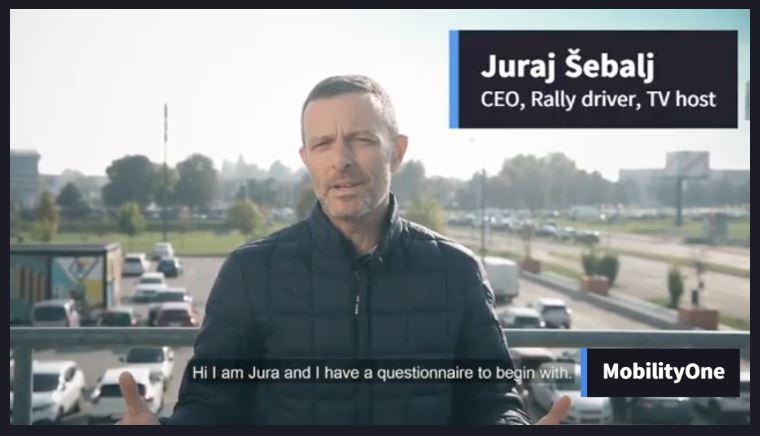 Juraj Šebalj
CEO, Rally driver, TV host
Hi I am Jura and I have a questionnaire to begin with.
MobilityOne